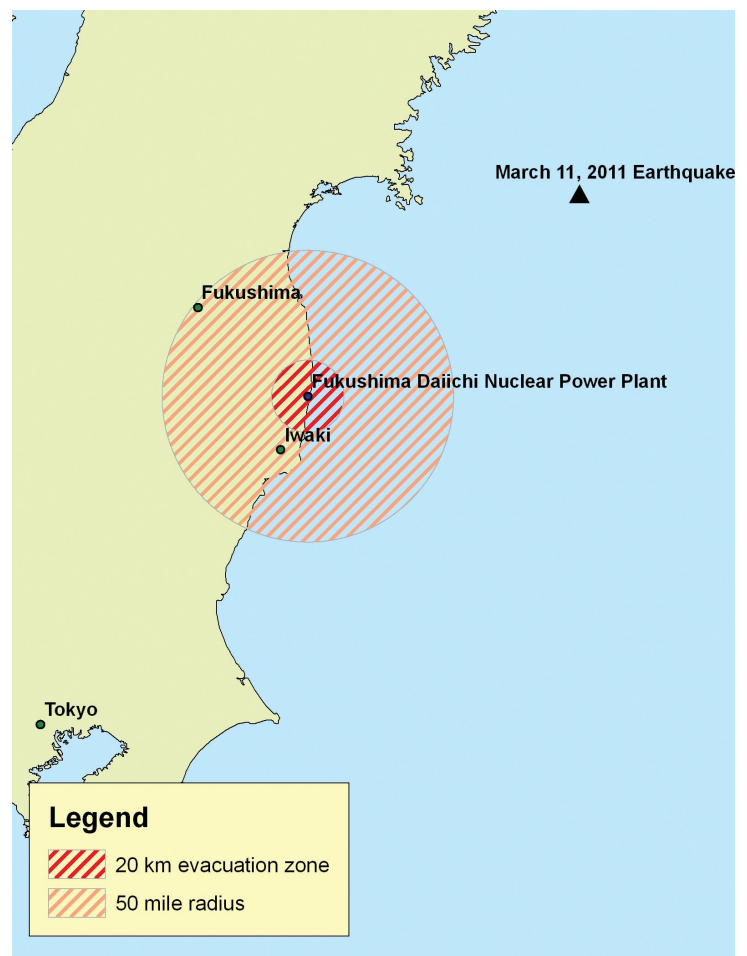 March 11, 2011 Earthquake
Fukushima
Fukushima Daiichi Nuclear Power Plant
Iwaki
Tokyo
Legend
20 km evacuation zone
50 mile radius